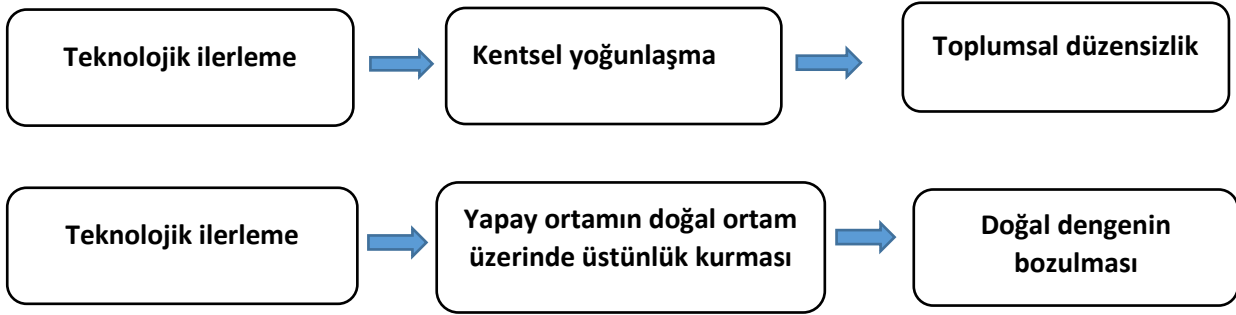 Teknolojik ilerleme
Kentsel yoğunlaşma
Toplumsal düzensizlik
Teknolojik ilerleme
Yapay ortamın doğal ortam
üzerinde üstünlük kurması
Doğal dengenin
bozulması